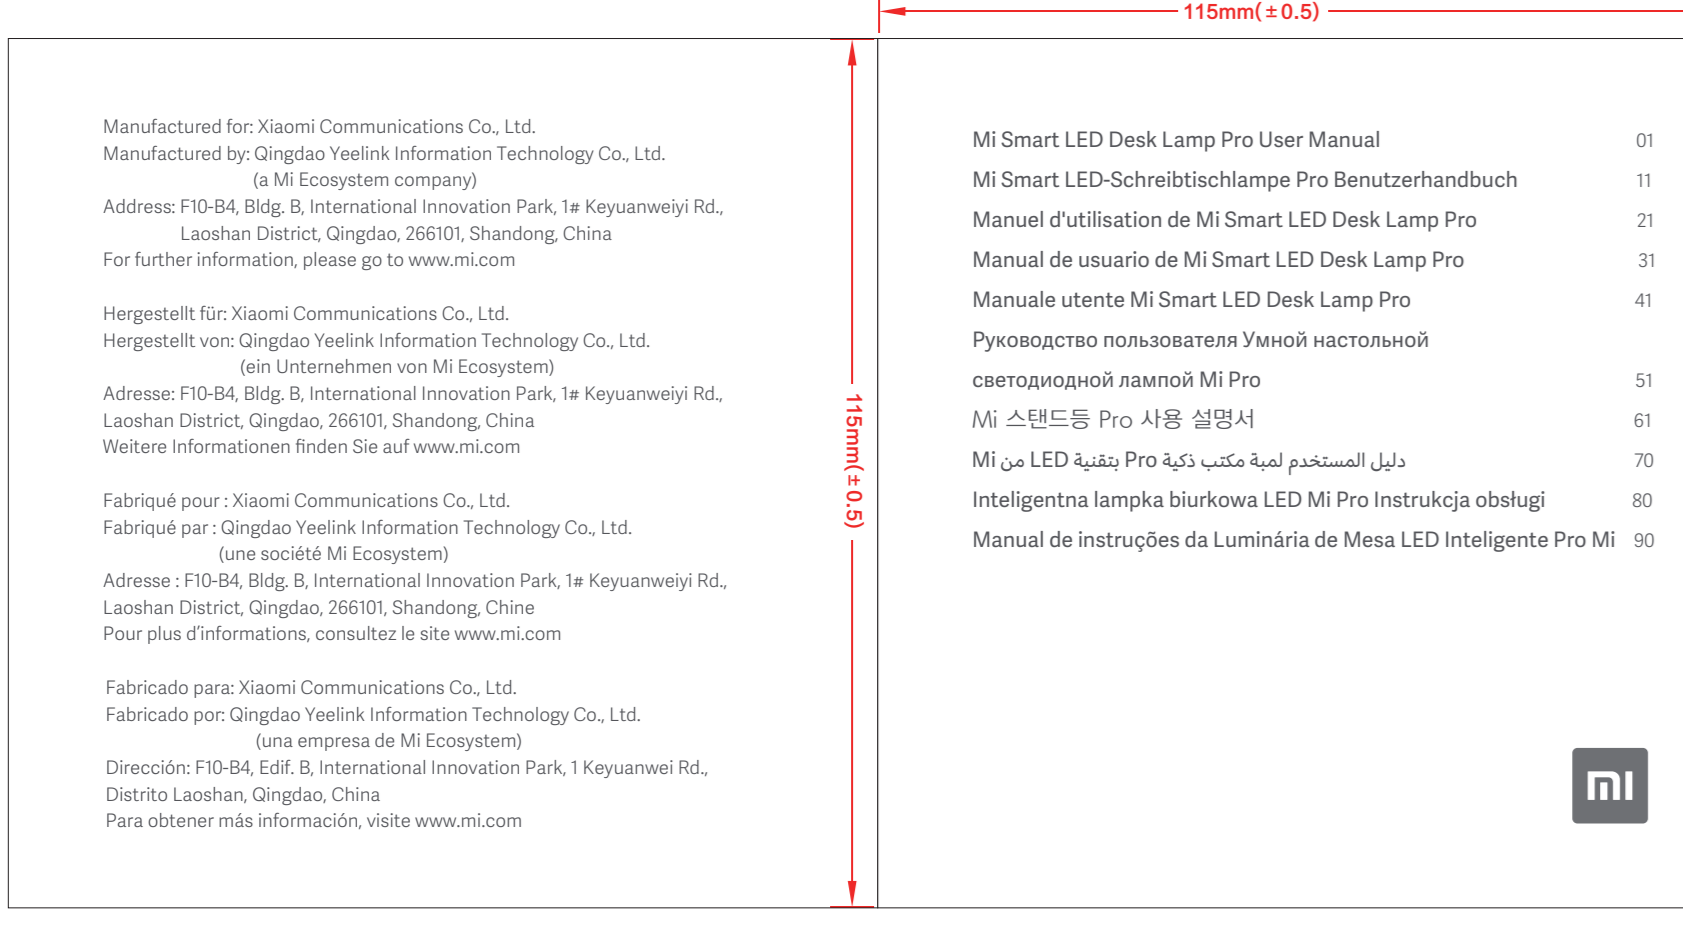 115mm(±0.5)
Manufactured for: Xiaomi Communications Co., Ltd.
Manufactured by: Qingdao Yeelink Information Technology Co., Ltd.
(a Mi Ecosystem company)
Address: F10-B4, Bldg. B, International Innovation Park, 1# Keyuanweiyi Rd.,
Laoshan District, Qingdao, 266101, Shandong, China
For further information, please go to www.mi.com
Hergestellt für: Xiaomi Communications Co., Ltd.
Hergestellt von: Qingdao Yeelink Information Technology Co., Ltd.
(ein Unternehmen von Mi Ecosystem)
Adresse: F10-B4, Bldg. B, International Innovation Park, 1# Keyuanweiyi Rd.,
Laoshan District, Qingdao, 266101, Shandong, China
Weitere Informationen finden Sie auf www.mi.com
Fabriqué pour : Xiaomi Communications Co., Ltd.
Fabriqué par : Qingdao Yeelink Information Technology Co., Ltd.
(une société Mi Ecosystem)
Adresse : F10-B4, Bldg. B, International Innovation Park, 1# Keyuanweiyi Rd.,
Laoshan District, Qingdao, 266101, Shandong, Chine
Pour plus d’informations, consultez le site www.mi.com
Fabricado para: Xiaomi Communications Co., Ltd.
Fabricado por: Qingdao Yeelink Information Technology Co., Ltd.
(una empresa de Mi Ecosystem)
Dirección: F10-B4, Edif. B, International Innovation Park, 1 Keyuanwei Rd.,
Distrito Laoshan, Qingdao, China
Para obtener más información, visite www.mi.com
115mm(±0.5)
Mi Smart LED Desk Lamp Pro User Manual 01
Mi Smart LED-Schreibtischlampe Pro Benutzerhandbuch 11
Manuel d'utilisation de Mi Smart LED Desk Lamp Pro 21
Manual de usuario de Mi Smart LED Desk Lamp Pro 31
Manuale utente Mi Smart LED Desk Lamp Pro 41
Руководство пользователя Умной настольной
светодиодной лампой Mi Pro 51
Mi 스탠드등 Pro 사용 설명서 61
دليل المستخدم لمبة مكتب ذكية Pro بتقنية LED من Mi 70
Inteligentna lampka biurkowa LED Mi Pro Instrukcja obsługi 80
Manual de instruções da Luminária de Mesa LED Inteligente Pro Mi 90
mi